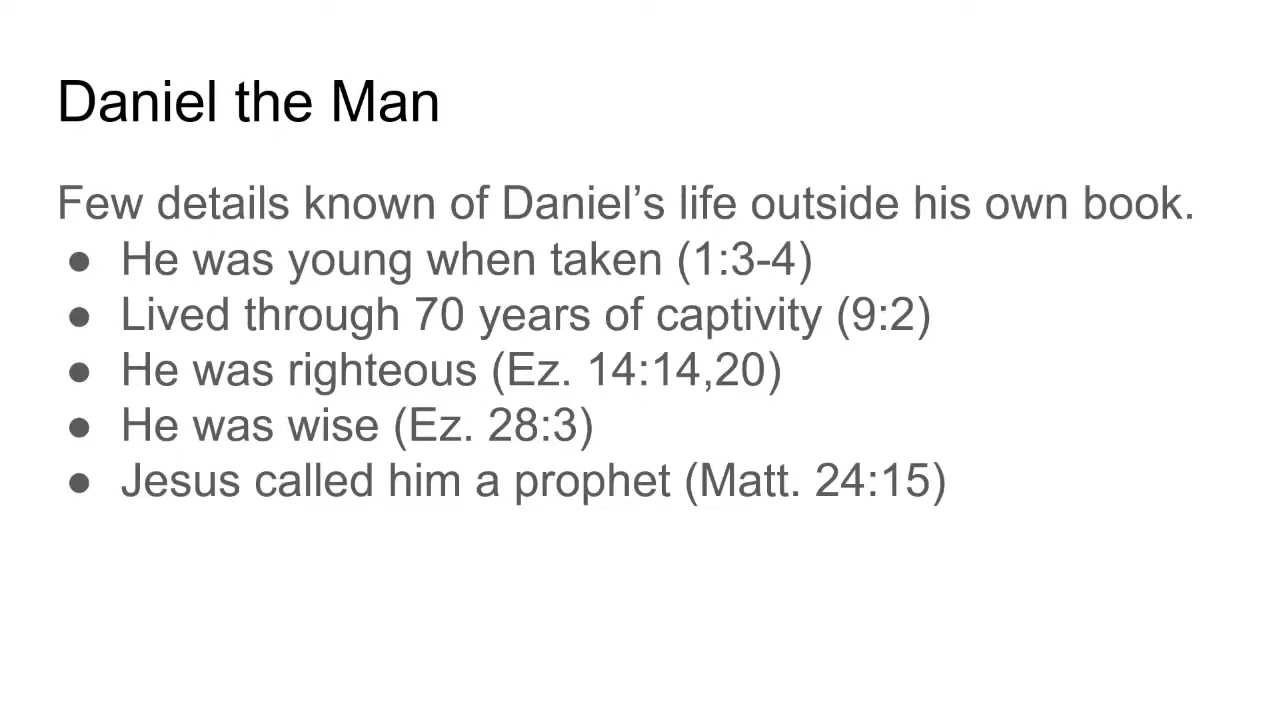 Daniel the Man
Few details known of Daniel’s life outside his own book.
● He was young when taken (1:3-4)
● Lived through 70 years of captivity (9:2)
● He was righteous (Ez. 14:14,20)
● He was wise (Ez. 28:3)
● Jesus called him a prophet (Matt. 24:15)